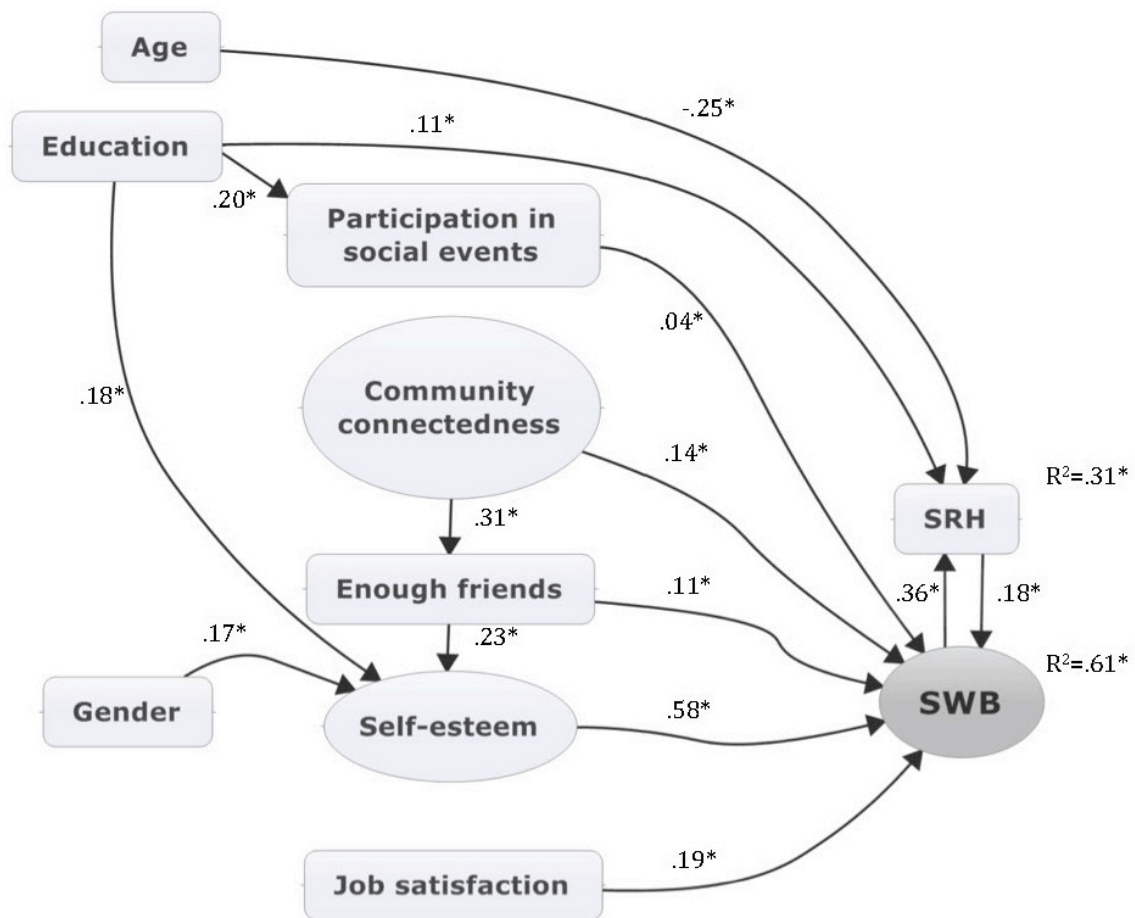 Age
-.25*
.11*
Education
.20*
Participation in
social events
.04*
.18*
Community
connectedness
.14*
R²=.31*
SRH
.31*
Enough friends
.11*
.36*
.18*
.23*
.17*
R²=.61*
Gender
Self-esteem
.58*
SWB
.19*
Job satisfaction